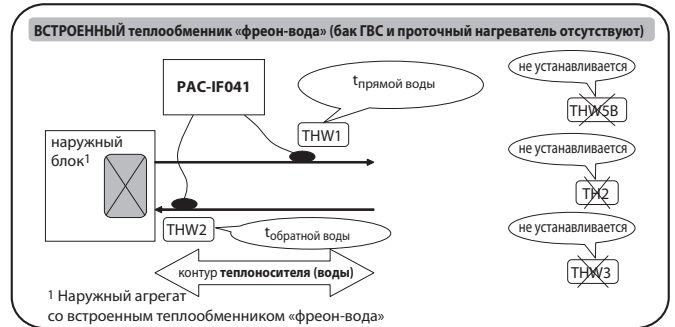 ВСТРОЕННЫЙ теплообменник «фреон-вода» (бак ГВС и проточный нагреватель отсутствуют)
PAC-IF041
tпрямой воды
THW1
наружный
блок1
THW2
tобратной воды
контур теплоносителя (воды)
1 Наружный агрегат
со встроенным теплообменником «фреон-вода»
не устанавливается
THW5B
не устанавливается
TH2
не устанавливается
THW3